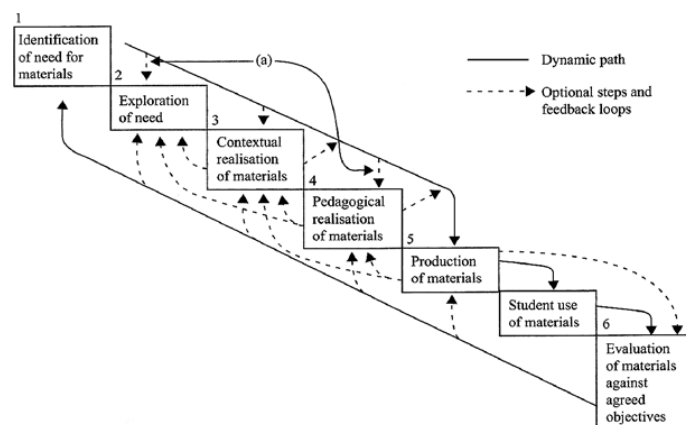 1
Identification
of need for
materials
(a)
Dynamic path
2
Optional steps and
feedback loops
Exploration
of need
3
Contextual
realisation
of materials
4
Pedagogical
realisation
of materials
5
Production
of materials
Student use
of materials
6
Evaluation
of materials
against
agreed
objectives